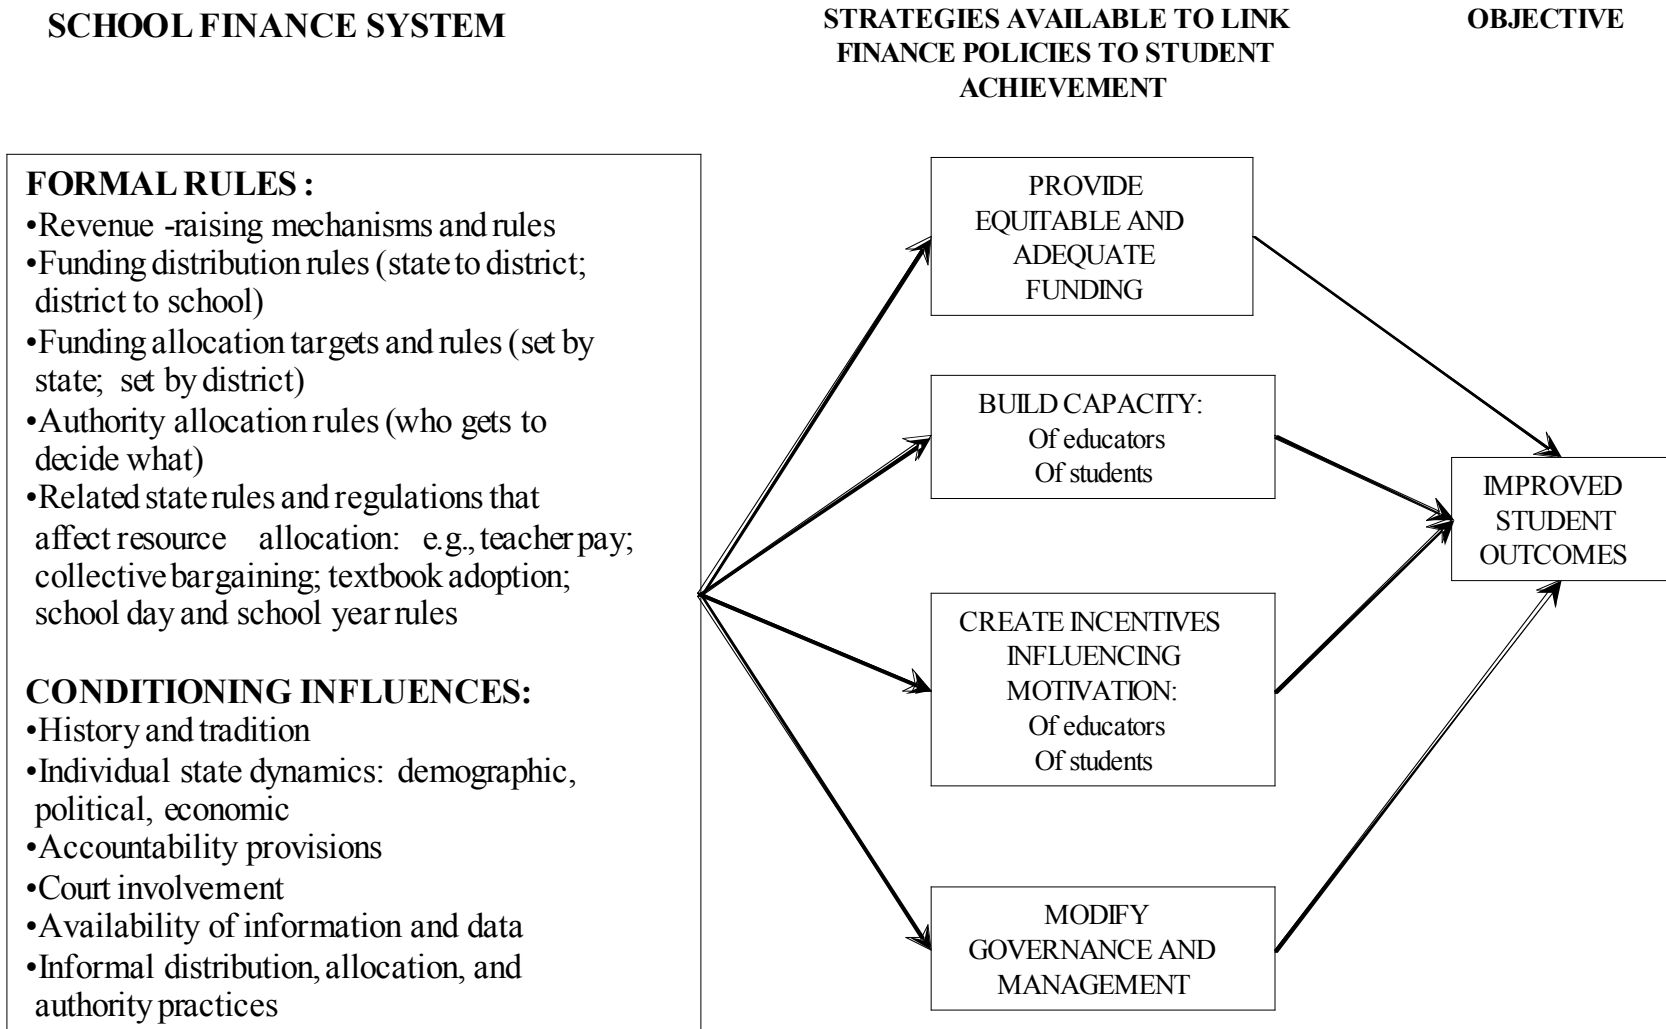 SCHOOL FINANCE SYSTEM
STRATEGIES AVAILABLE TO LINK
FINANCE POLICIES TO STUDENT
ACHIEVEMENT
OBJECTIVE
FORMAL RULES :
•Revenue -raising mechanisms and rules
•Funding distribution rules (state to district;
district to school)
•Funding allocation targets and rules (set by
state; set by district)
•Authority allocation rules (who gets to
decide what)
•Related state rules and regulations that
affect resource allocation: e.g., teacher pay;
collective bargaining; textbook adoption;
school day and school year rules
CONDITIONING INFLUENCES:
•History and tradition
•Individual state dynamics: demographic,
political, economic
•Accountability provisions
•Court involvement
•Availability of information and data
•Informal distribution, allocation, and
authority practices
PROVIDE
EQUITABLE AND
ADEQUATE
FUNDING
BUILD CAPACITY:
Of educators
Of students
CREATE INCENTIVES
INFLUENCING
MOTIVATION:
Of educators
Of students
MODIFY
GOVERNANCE AND
MANAGEMENT
IMPROVED
STUDENT
OUTCOMES